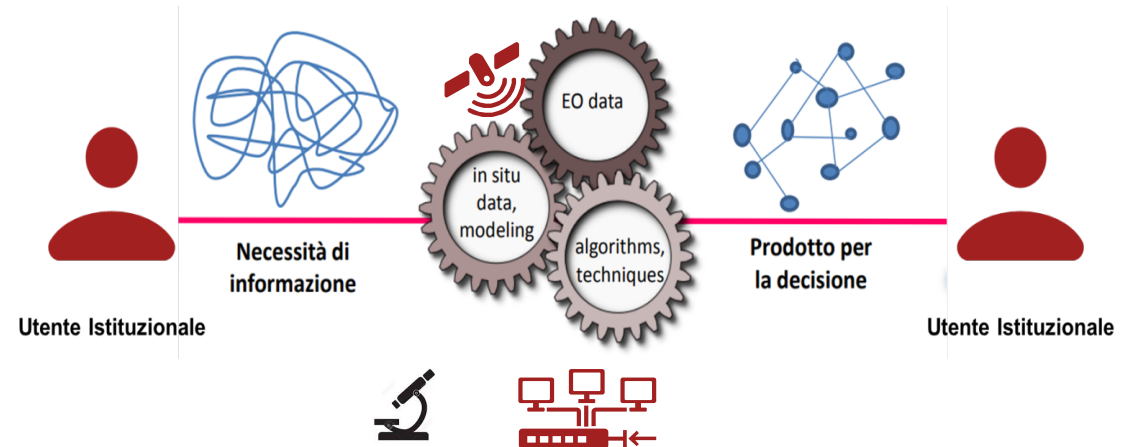 EO data
in situ
data,
modeling
algorithms,
techniques
Necessità di
informazione
Prodotto per
la decisione
Utente Istituzionale
Utente Istituzionale